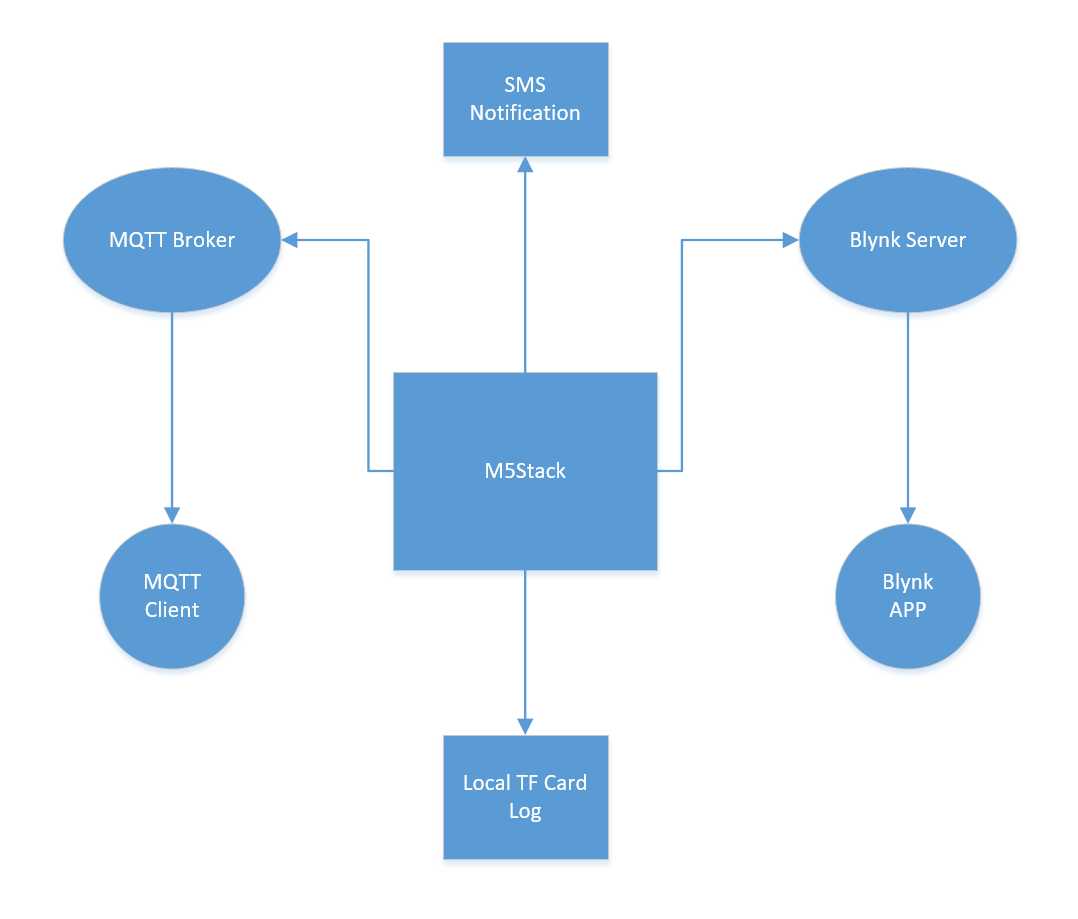 SMS
Notification
MQTT Broker
Blynk Server
M5Stack
MQTT
Client
Blynk
APP
Local TF Card
Log